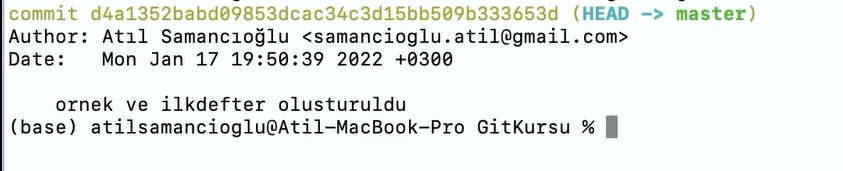 commit d4a1352babd09853dcac34c3d15bb509b333653d (HEAD -> master)
Author: Atıl Samancıoğlu <samancioglu.atil@gmail.com>
Date:   Mon Jan 17 19:50:39 2022 +0300
    ornek ve ilkdefter olusturuldu
(base) atilsamancioglu@Atil-MacBook-Pro GitKursu %